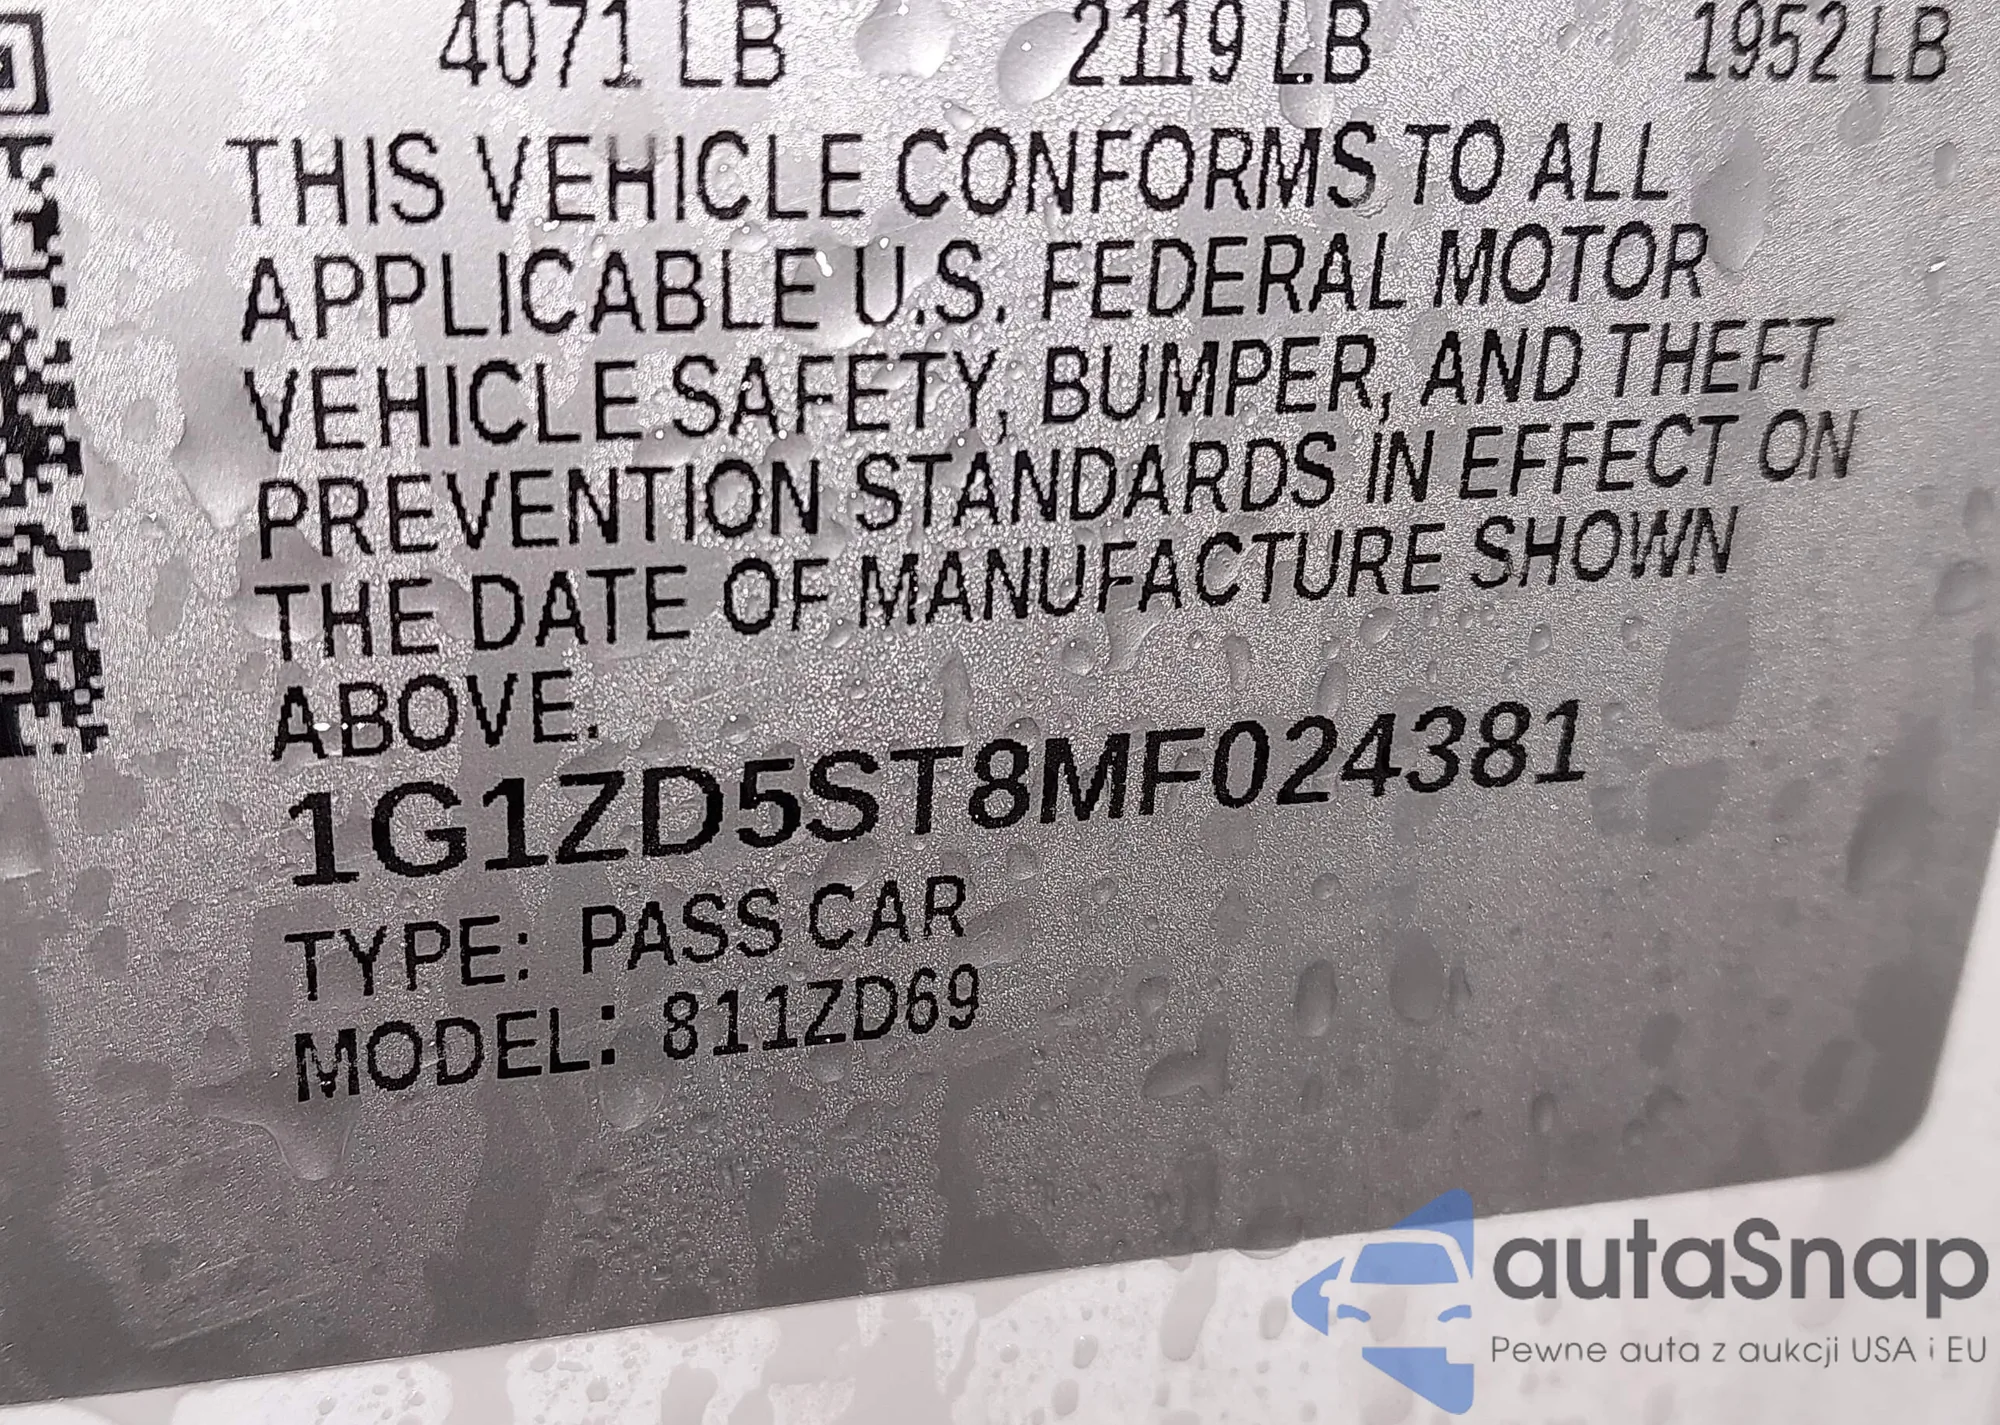 4071 LB 2119 LB 1952 LB
THIS VEHICLE CONFORMS TO ALL
APPLICABLE U.S. FEDERAL MOTOR
VEHICLE SAFETY, BUMPER, AND THEFT
PREVENTION STANDARDS IN EFFECT ON
THE DATE OF MANUFACTURE SHOWN
ABOVE.
1G1ZD5ST8MF024381
TYPE: PASS CAR
MODEL: 811ZD69
autaSnap
Pewne auta z aukcji USA i EU